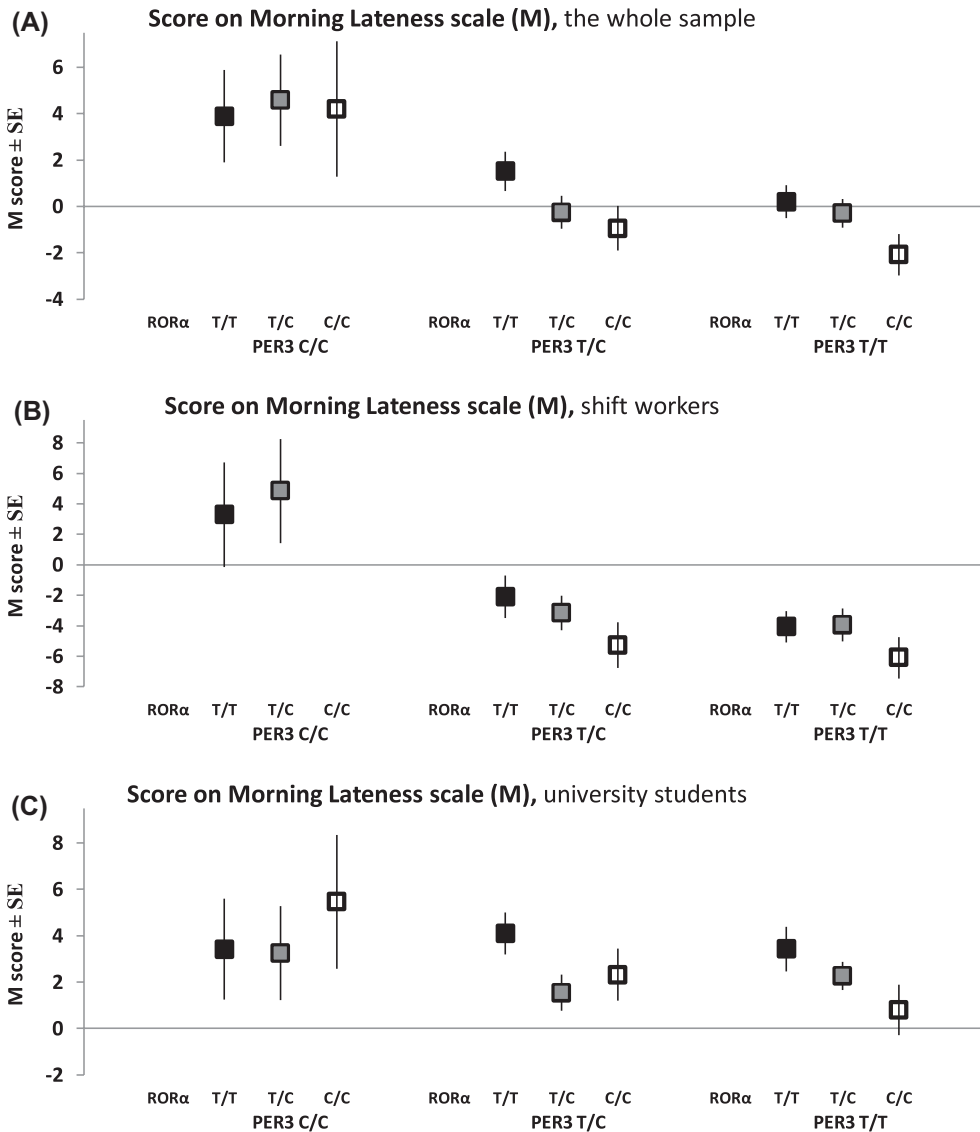 (A) Score on Morning Lateness scale (M), the whole sample
M score ± SE
6
4
2
0
-2
-4
RORα T/T T/C C/C RORα T/T T/C C/C RORα T/T T/C C/C
PER3 C/C PER3 T/C PER3 T/T
(B) Score on Morning Lateness scale (M), shift workers
M score ± SE
8
6
4
2
0
-2
-4
-6
-8
RORα T/T T/C C/C RORα T/T T/C C/C RORα T/T T/C C/C
PER3 C/C PER3 T/C PER3 T/T
(C) Score on Morning Lateness scale (M), university students
M score ± SE
8
6
4
2
0
-2
RORα T/T T/C C/C RORα T/T T/C C/C RORα T/T T/C C/C
PER3 C/C PER3 T/C PER3 T/T